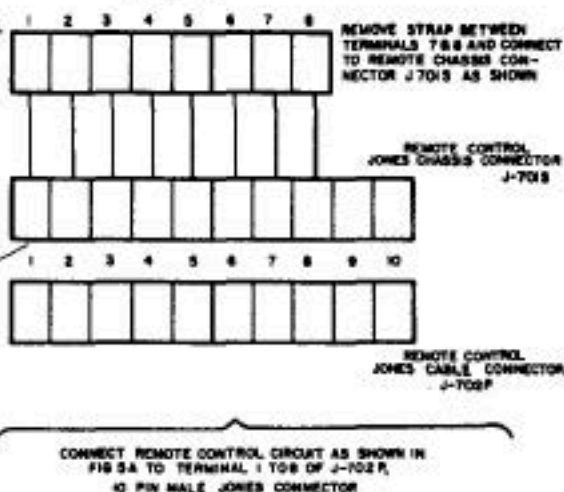 1 2 3 4 5 6 7 8
REMOVE STRAP BETWEEN
TERMINALS 7 & 8 AND CONNECT
TO REMOTE CHASSIS CON-
NECTOR J 701S AS SHOWN
REMOTE CONTROL
JONES CHASSIS CONNECTOR
J-701S
1 2 3 4 5 6 7 8 9 10
REMOTE CONTROL
JONES CABLE CONNECTOR
J-702P
CONNECT REMOTE CONTROL CIRCUIT AS SHOWN IN
FIG 5A TO TERMINAL 1 TO 8 OF J-702P,
10 PIN MALE JONES CONNECTOR